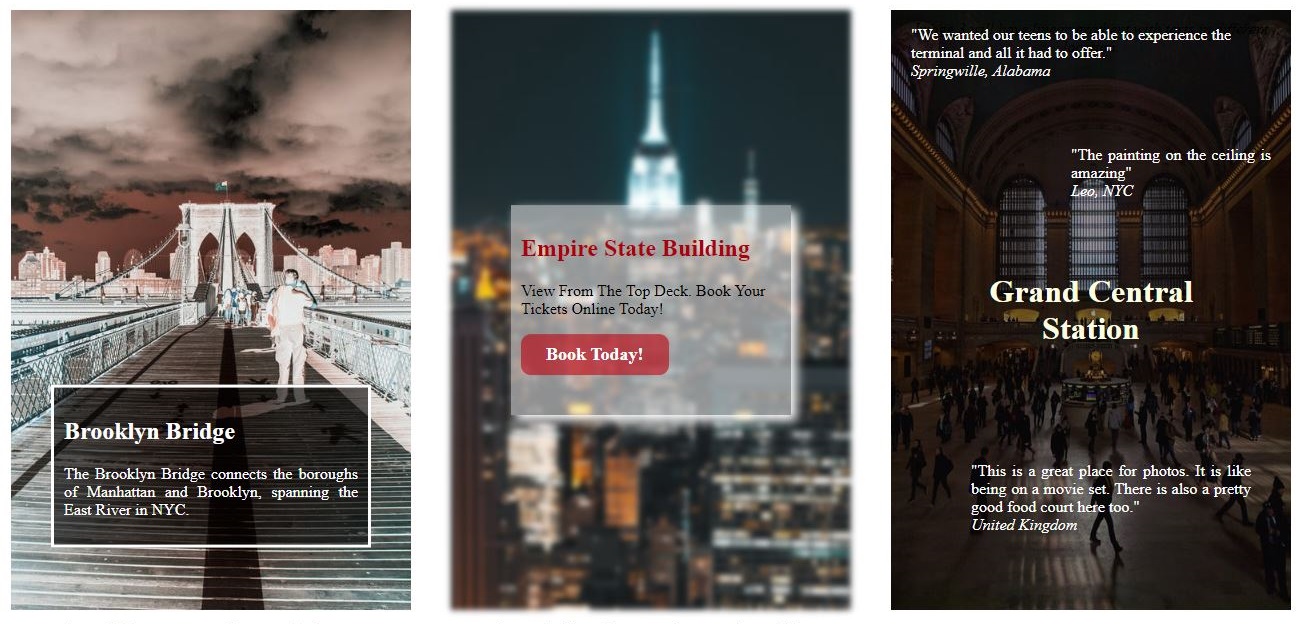 Brooklyn Bridge
The Brooklyn Bridge connects the boroughs
of Manhattan and Brooklyn, spanning the
East River in NYC.
Empire State Building
View From The Top Deck. Book Your
Tickets Online Today!
Book Today!
"We wanted our teens to be able to experience the
terminal and all it had to offer."
Springwille, Alabama
"The painting on the ceiling is
amazing"
Leo, NYC
Grand Central
Station
"This is a great place for photos. It is like
being on a movie set. There is also a pretty
good food court here too."
United Kingdom